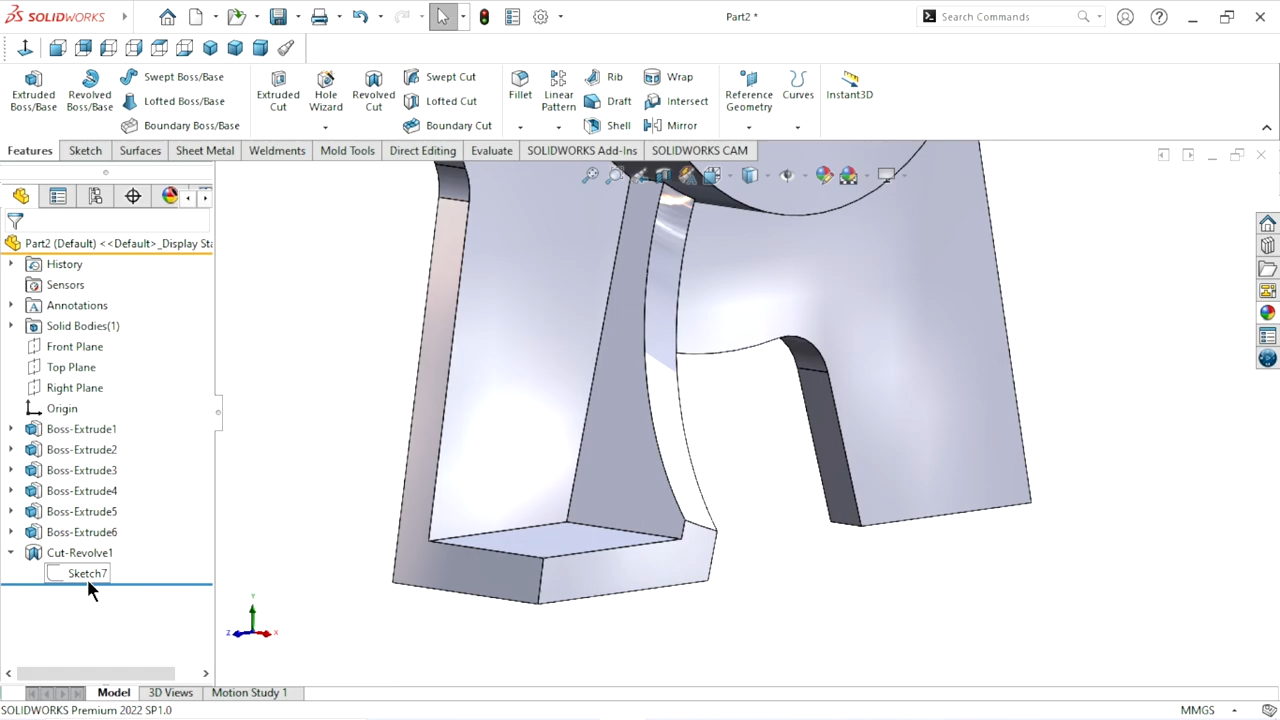 SOLIDWORKS
Part2 *
Search Commands
Extruded Boss/Base
Revolved Boss/Base
Swept Boss/Base
Lofted Boss/Base
Boundary Boss/Base
Extruded Cut
Hole Wizard
Revolved Cut
Swept Cut
Lofted Cut
Boundary Cut
Fillet
Linear Pattern
Rib
Draft
Shell
Wrap
Intersect
Mirror
Reference Geometry
Curves
Instant3D
Features Sketch Surfaces Sheet Metal Weldments Mold Tools Direct Editing Evaluate SOLIDWORKS Add-Ins SOLIDWORKS CAM
Part2 (Default) <<Default>_Display Sta
History
Sensors
Annotations
Solid Bodies(1)
Front Plane
Top Plane
Right Plane
Origin
Boss-Extrude1
Boss-Extrude2
Boss-Extrude3
Boss-Extrude4
Boss-Extrude5
Boss-Extrude6
Cut-Revolve1
Sketch7
Y
Z X
Model 3D Views Motion Study 1
SOLIDWORKS Premium 2022 SP1.0 MMGS